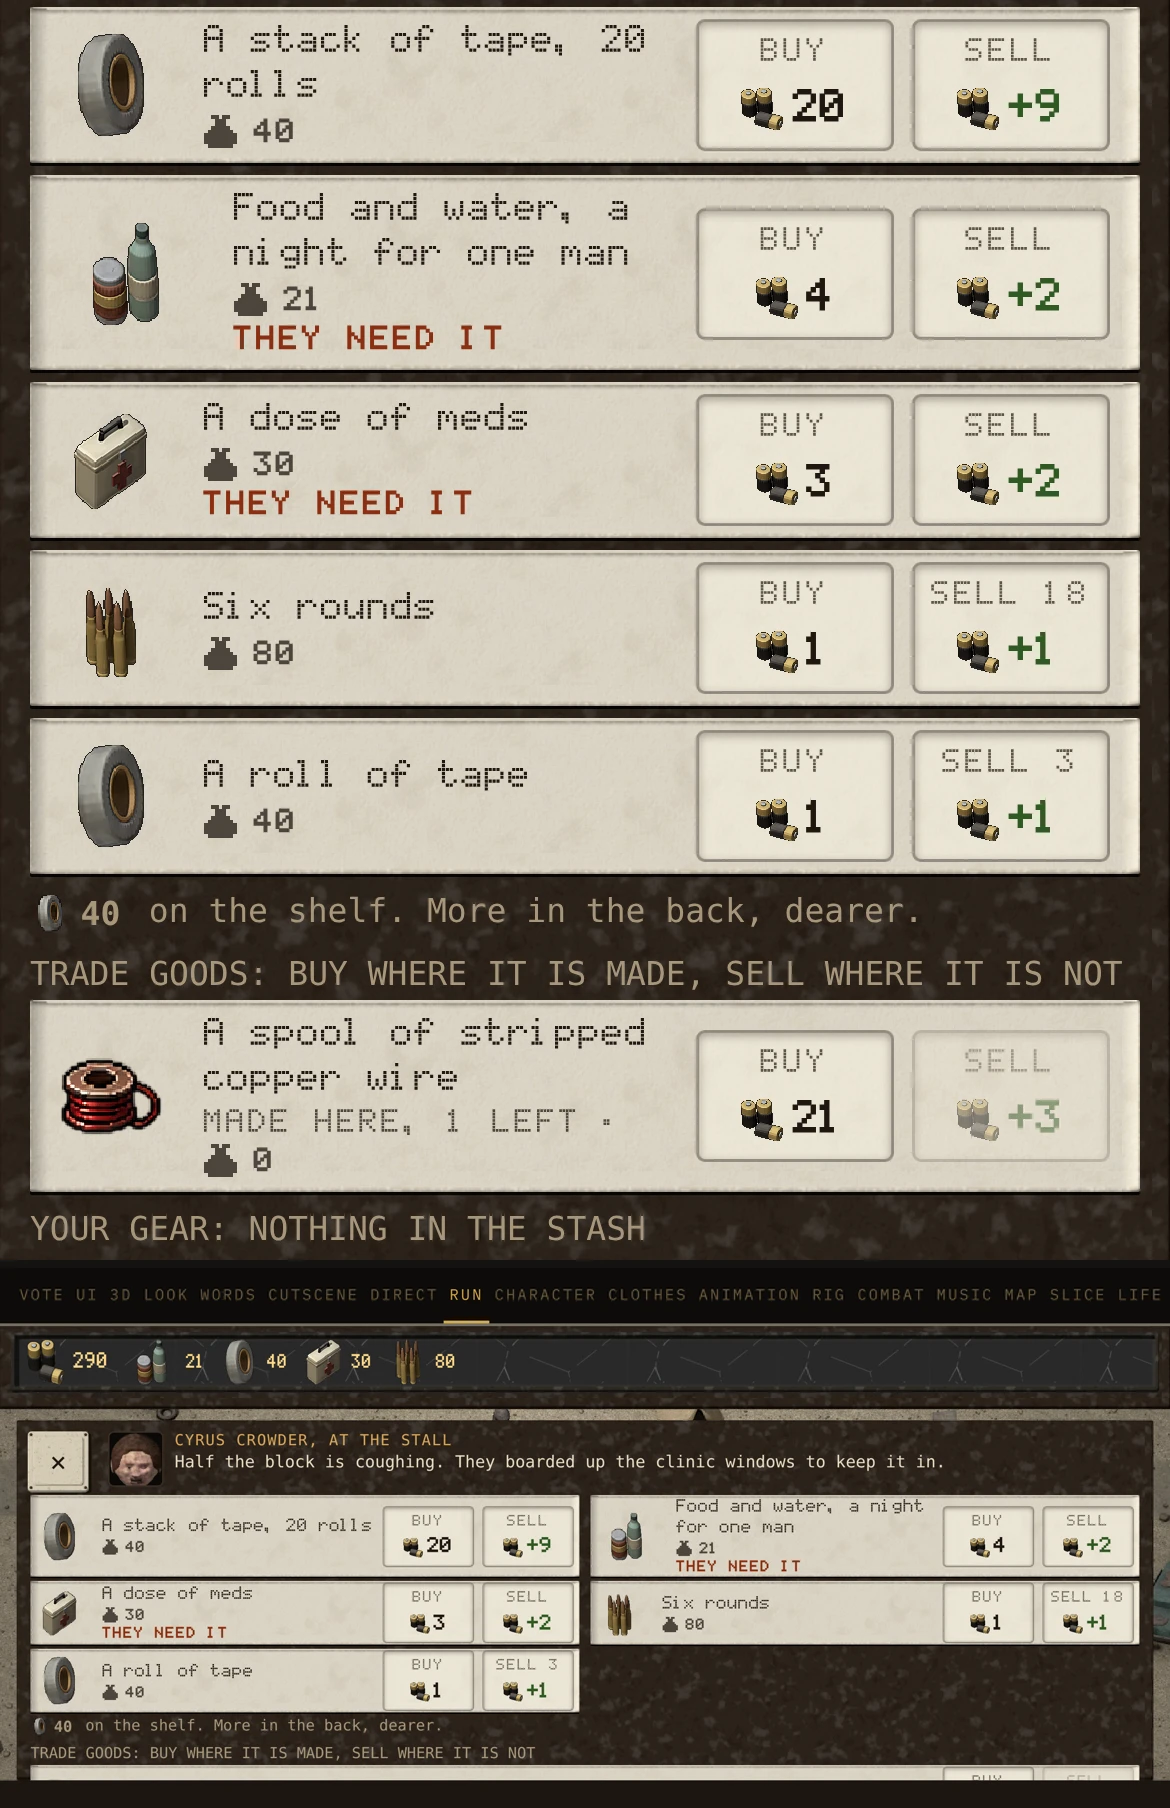 A stack of tape, 20
rolls
40
BUY
20
SELL
+9
Food and water, a
night for one man
21
THEY NEED IT
BUY
4
SELL
+2
A dose of meds
30
THEY NEED IT
BUY
3
SELL
+2
Six rounds
80
BUY
1
SELL 18
+1
A roll of tape
40
BUY
1
SELL 3
+1
40 on the shelf. More in the back, dearer.
TRADE GOODS: BUY WHERE IT IS MADE, SELL WHERE IT IS NOT
A spool of stripped
copper wire
MADE HERE, 1 LEFT ·
0
BUY
21
SELL
+3
YOUR GEAR: NOTHING IN THE STASH
VOTE UI 3D LOOK WORDS CUTSCENE DIRECT RUN CHARACTER CLOTHES ANIMATION RIG COMBAT MUSIC MAP SLICE LIFE
290 21 40 30 80
×
CYRUS CROWDER, AT THE STALL
Half the block is coughing. They boarded up the clinic windows to keep it in.
A stack of tape, 20 rolls
40
BUY
20
SELL
+9
Food and water, a night
for one man
21
THEY NEED IT
BUY
4
SELL
+2
A dose of meds
30
THEY NEED IT
BUY
3
SELL
+2
Six rounds
80
BUY
1
SELL 18
+1
A roll of tape
40
BUY
1
SELL 3
+1
40 on the shelf. More in the back, dearer.
TRADE GOODS: BUY WHERE IT IS MADE, SELL WHERE IT IS NOT
BUY
SELL